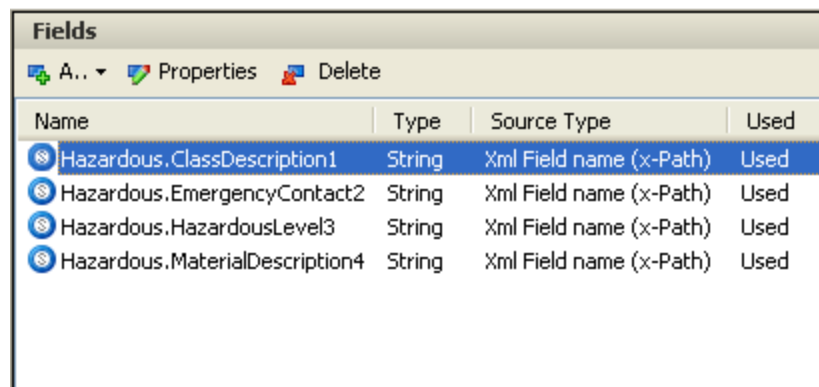 Fields
A.. Properties Delete
Name Type Source Type Used
Hazardous.ClassDescription1 String Xml Field name (x-Path) Used
Hazardous.EmergencyContact2 String Xml Field name (x-Path) Used
Hazardous.HazardousLevel3 String Xml Field name (x-Path) Used
Hazardous.MaterialDescription4 String Xml Field name (x-Path) Used